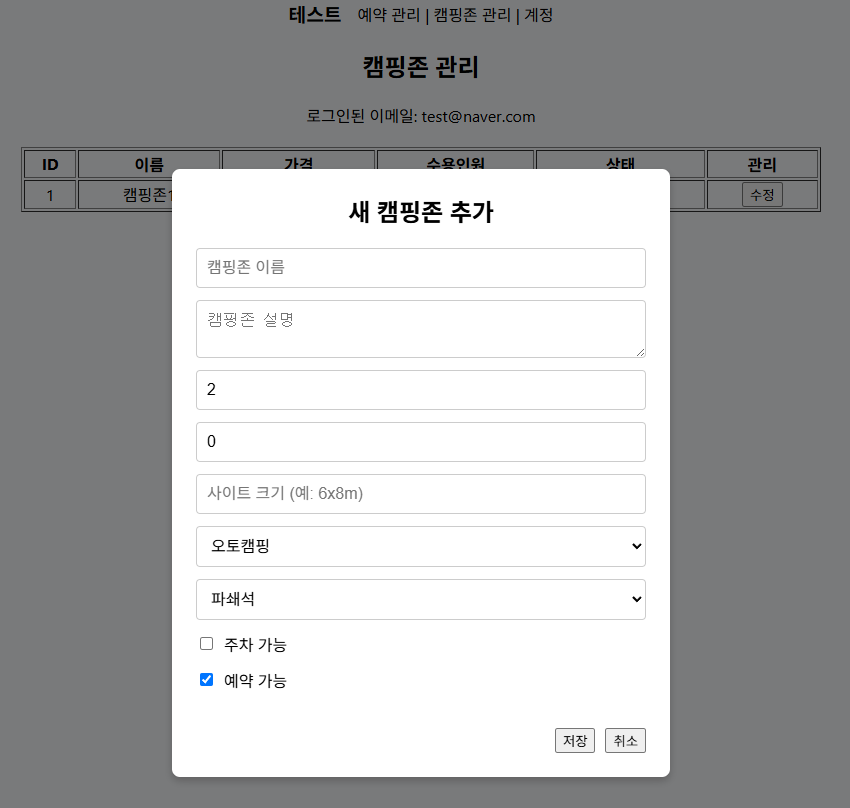 테스트 예약 관리 | 캠핑존 관리 | 계정
캠핑존 관리
로그인된 이메일: test@naver.com
ID 이름 가격 수용인원 상태 관리
1 캠핑존1 수정
새 캠핑존 추가
캠핑존 이름
캠핑존 설명
2
0
사이트 크기 (예: 6x8m)
오토캠핑
파쇄석
주차 가능
예약 가능
저장 취소